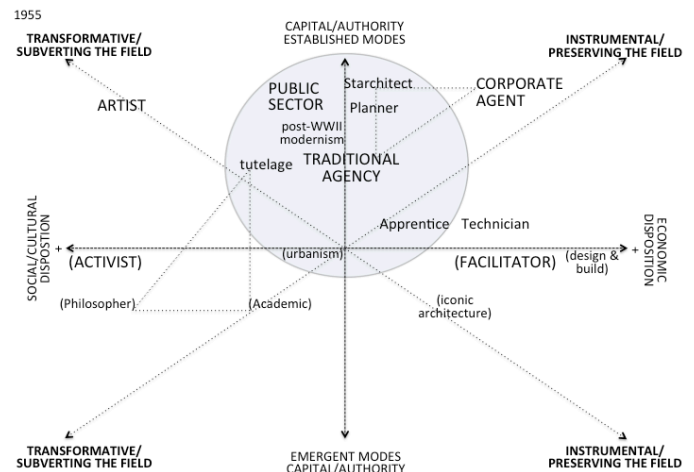 1955
CAPITAL/AUTHORITY
ESTABLISHED MODES
TRANSFORMATIVE/
SUBVERTING THE FIELD
INSTRUMENTAL/
PRESERVING THE FIELD
ARTIST
PUBLIC
SECTOR
Starchitect
Planner
CORPORATE
AGENT
post-WWII
modernism
tutelage
TRADITIONAL
AGENCY
Apprentice
Technician
SOCIAL/CULTURAL
DISPOSTION
+
(ACTIVIST)
(urbanism)
(FACILITATOR)
(design &
build)
+
ECONOMIC
DISPOSITION
(Philosopher)
(Academic)
(iconic
architecture)
TRANSFORMATIVE/
SUBVERTING THE FIELD
EMERGENT MODES
CAPITAL/AUTHORITY
INSTRUMENTAL/
PRESERVING THE FIELD